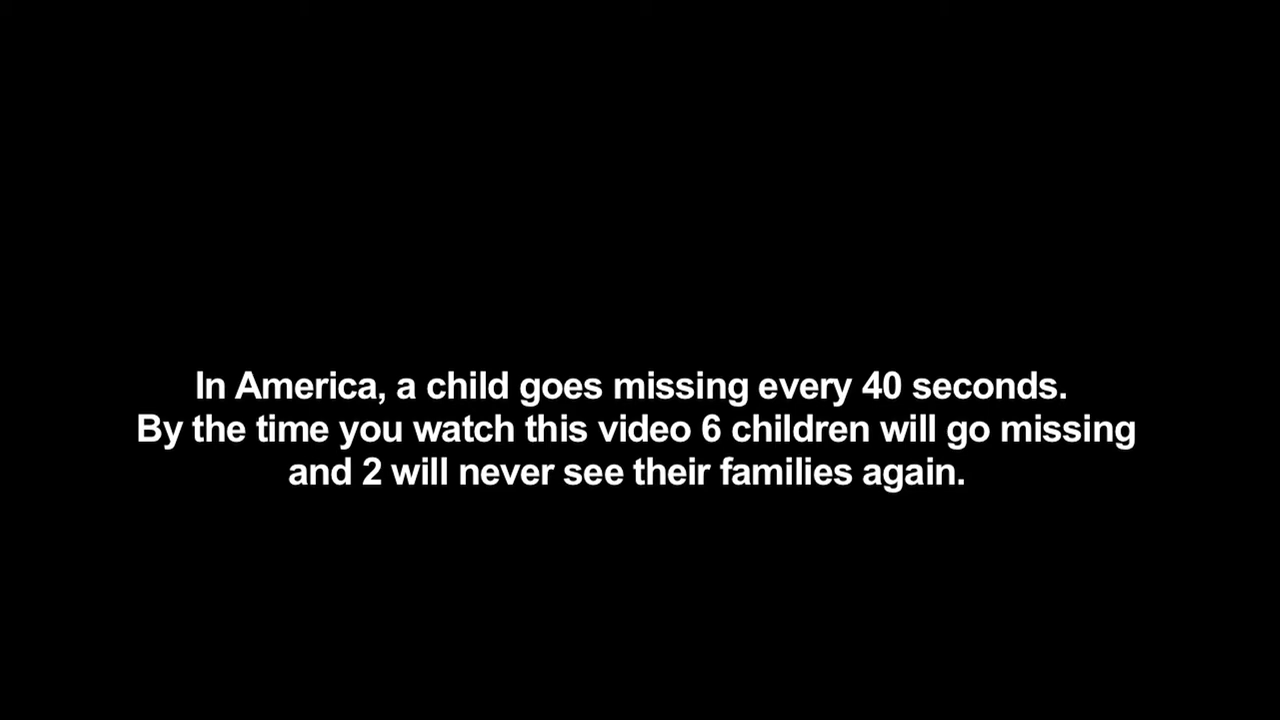 In America, a child goes missing every 40 seconds.
By the time you watch this video 6 children will go missing
and 2 will never see their families again.